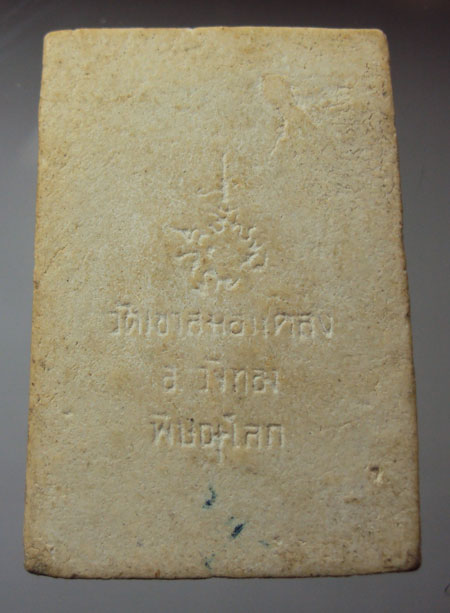 วัดเขาสมอแคลง
อ วังทอง
พิษณุโลก